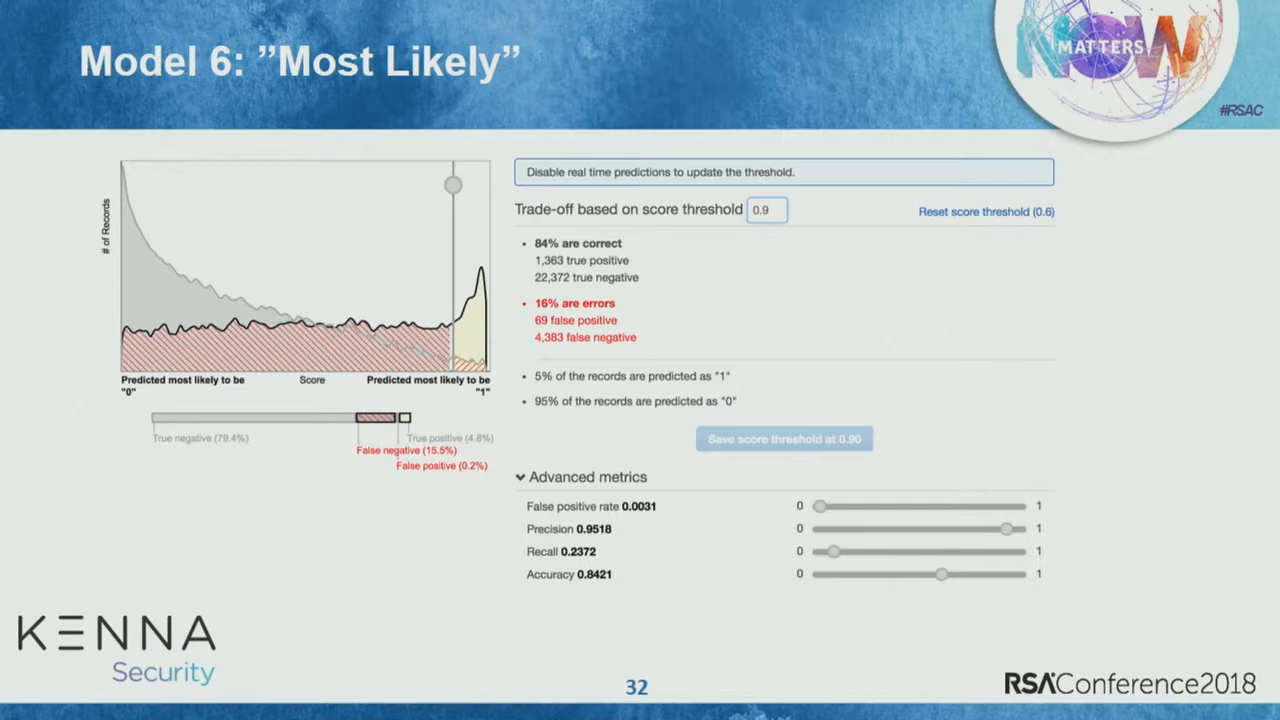 Model 6: ”Most Likely”
NOW
MATTERS
#RSAC
# of Records
Predicted most likely to be "0"
Score
Predicted most likely to be "1"
True negative (79.4%)
True positive (4.8%)
False negative (15.5%)
False positive (0.2%)
Disable real time predictions to update the threshold.
Trade-off based on score threshold 0.9
Reset score threshold (0.6)
• 84% are correct
1,363 true positive
22,372 true negative
• 16% are errors
69 false positive
4,383 false negative
• 5% of the records are predicted as "1"
• 95% of the records are predicted as "0"
Save score threshold at 0.90
Advanced metrics
False positive rate 0.0031 0 1
Precision 0.9518 0 1
Recall 0.2372 0 1
Accuracy 0.8421 0 1
KENNA
Security
32
RSAConference2018